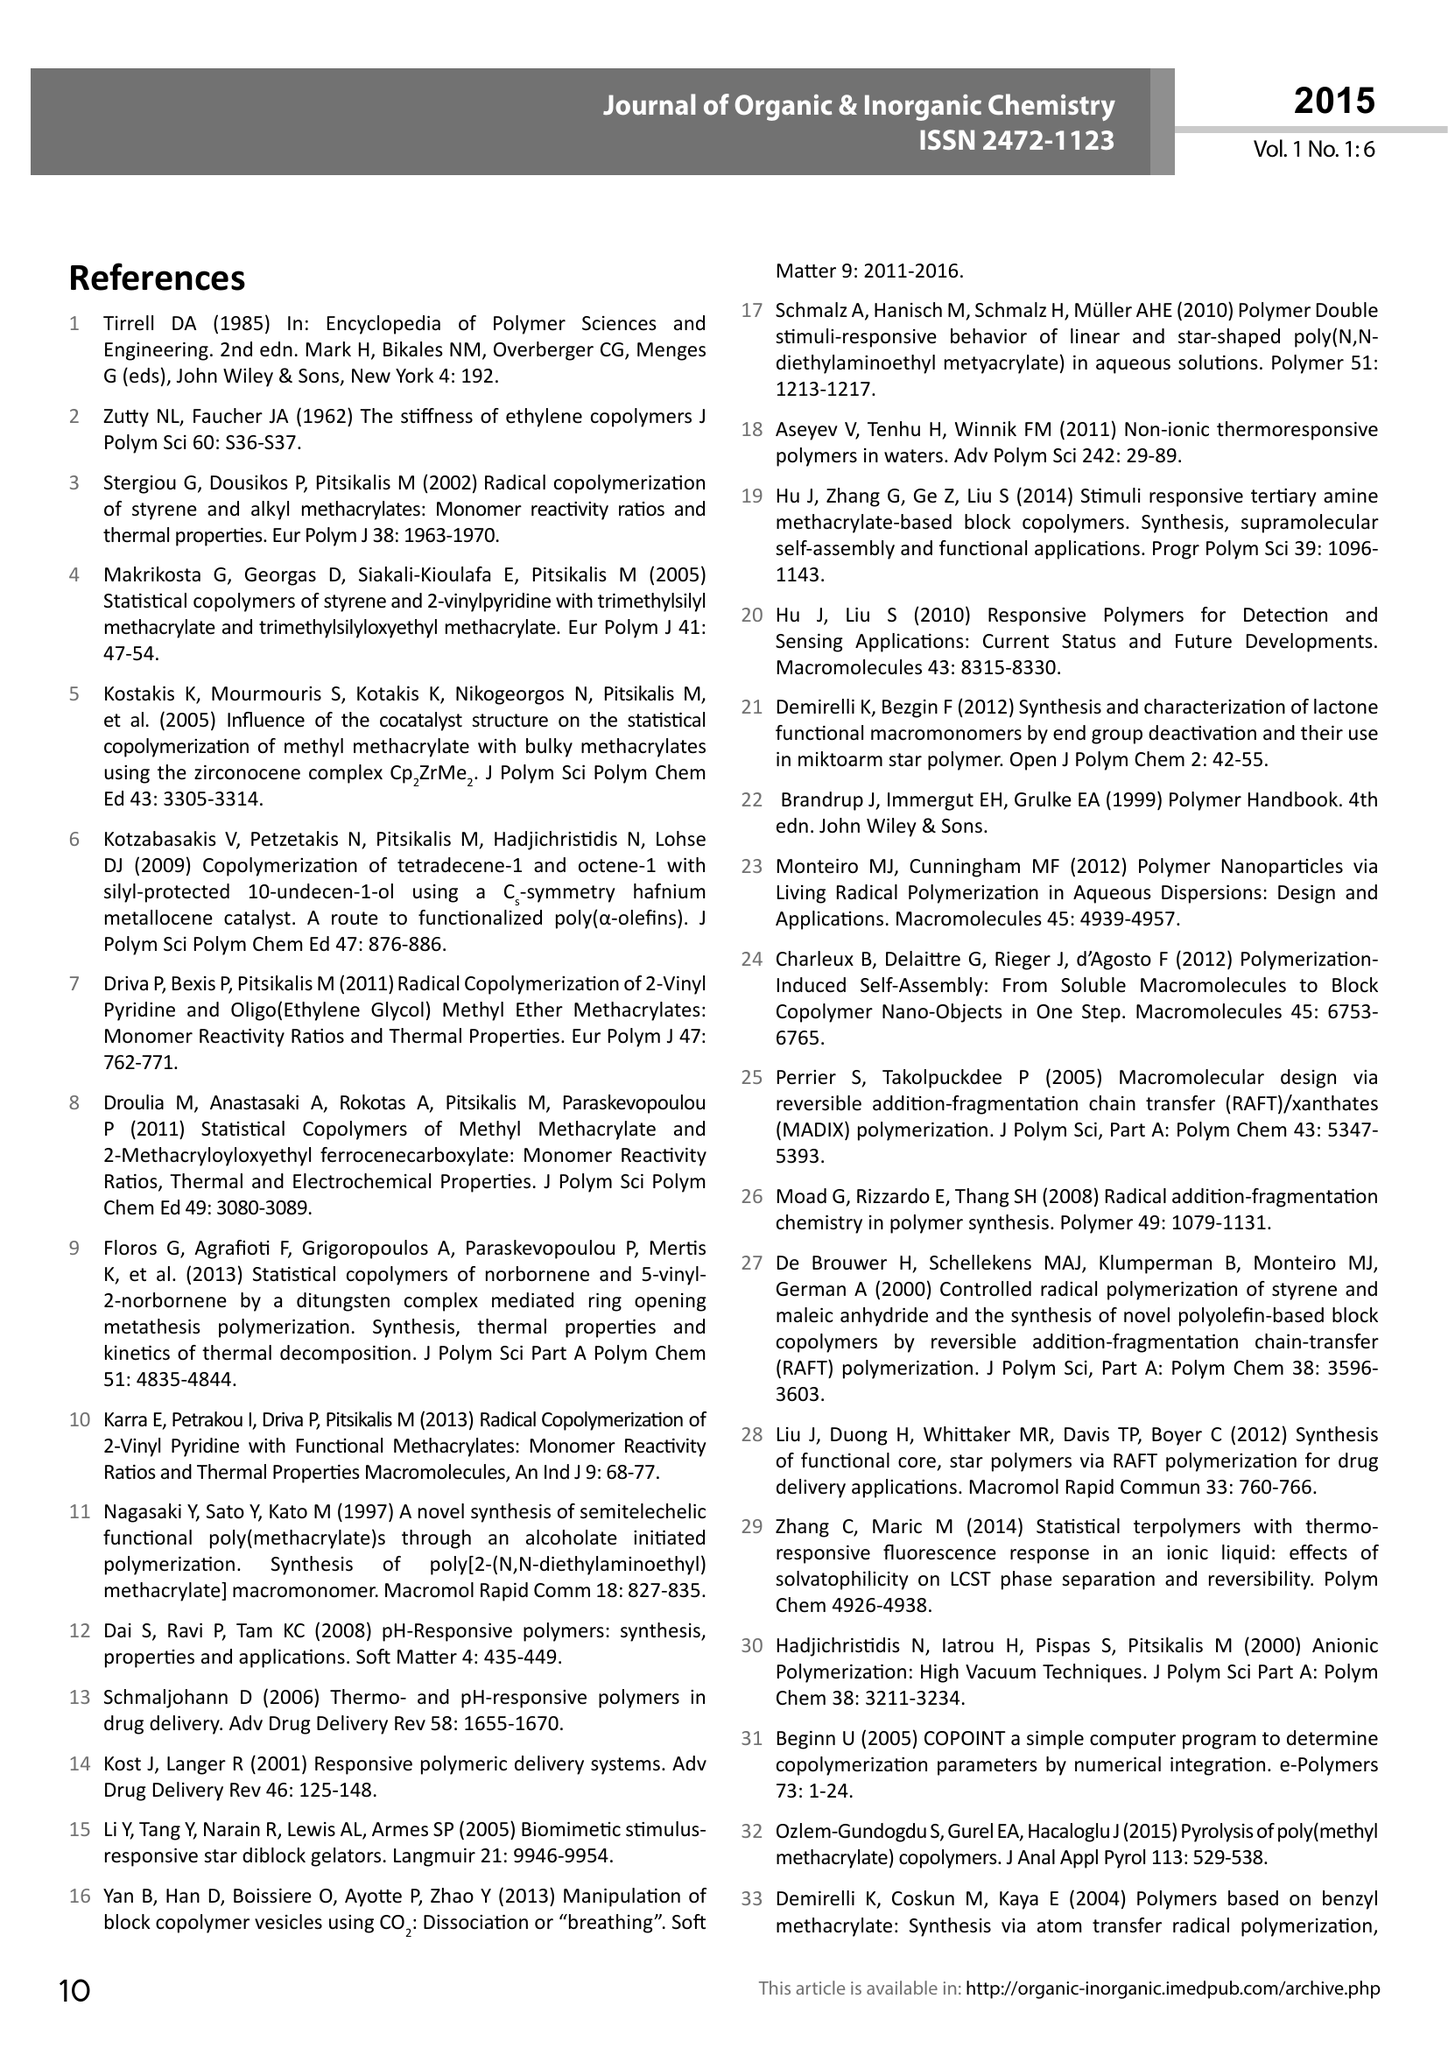 Journal of Organic & Inorganic Chemistry
ISSN 2472-1123
2015
Vol. 1 No. 1: 6
References
1 Tirrell DA (1985) In: Encyclopedia of Polymer Sciences and
Engineering. 2nd edn. Mark H, Bikales NM, Overberger CG, Menges
G (eds), John Wiley & Sons, New York 4: 192.
2 Zutty NL, Faucher JA (1962) The stiffness of ethylene copolymers J
Polym Sci 60: S36-S37.
3 Stergiou G, Dousikos P, Pitsikalis M (2002) Radical copolymerization
of styrene and alkyl methacrylates: Monomer reactivity ratios and
thermal properties. Eur Polym J 38: 1963-1970.
4 Makrikosta G, Georgas D, Siakali-Kioulafa E, Pitsikalis M (2005)
Statistical copolymers of styrene and 2-vinylpyridine with trimethylsilyl
methacrylate and trimethylsilyloxyethyl methacrylate. Eur Polym J 41:
47-54.
5 Kostakis K, Mourmouris S, Kotakis K, Nikogeorgos N, Pitsikalis M,
et al. (2005) Influence of the cocatalyst structure on the statistical
copolymerization of methyl methacrylate with bulky methacrylates
using the zirconocene complex Cp₂ZrMe₂. J Polym Sci Polym Chem
Ed 43: 3305-3314.
6 Kotzabasakis V, Petzetakis N, Pitsikalis M, Hadjichristidis N, Lohse
DJ (2009) Copolymerization of tetradecene-1 and octene-1 with
silyl-protected 10-undecen-1-ol using a Cₛ-symmetry hafnium
metallocene catalyst. A route to functionalized poly(α-olefins). J
Polym Sci Polym Chem Ed 47: 876-886.
7 Driva P, Bexis P, Pitsikalis M (2011) Radical Copolymerization of 2-Vinyl
Pyridine and Oligo(Ethylene Glycol) Methyl Ether Methacrylates:
Monomer Reactivity Ratios and Thermal Properties. Eur Polym J 47:
762-771.
8 Droulia M, Anastasaki A, Rokotas A, Pitsikalis M, Paraskevopoulou
P (2011) Statistical Copolymers of Methyl Methacrylate and
2-Methacryloyloxyethyl ferrocenecarboxylate: Monomer Reactivity
Ratios, Thermal and Electrochemical Properties. J Polym Sci Polym
Chem Ed 49: 3080-3089.
9 Floros G, Agrafioti F, Grigoropoulos A, Paraskevopoulou P, Mertis
K, et al. (2013) Statistical copolymers of norbornene and 5-vinyl-
2-norbornene by a ditungsten complex mediated ring opening
metathesis polymerization. Synthesis, thermal properties and
kinetics of thermal decomposition. J Polym Sci Part A Polym Chem
51: 4835-4844.
10 Karra E, Petrakou I, Driva P, Pitsikalis M (2013) Radical Copolymerization of
2-Vinyl Pyridine with Functional Methacrylates: Monomer Reactivity
Ratios and Thermal Properties Macromolecules, An Ind J 9: 68-77.
11 Nagasaki Y, Sato Y, Kato M (1997) A novel synthesis of semitelechelic
functional poly(methacrylate)s through an alcoholate initiated
polymerization. Synthesis of poly[2-(N,N-diethylaminoethyl)
methacrylate] macromonomer. Macromol Rapid Comm 18: 827-835.
12 Dai S, Ravi P, Tam KC (2008) pH-Responsive polymers: synthesis,
properties and applications. Soft Matter 4: 435-449.
13 Schmaljohann D (2006) Thermo- and pH-responsive polymers in
drug delivery. Adv Drug Delivery Rev 58: 1655-1670.
14 Kost J, Langer R (2001) Responsive polymeric delivery systems. Adv
Drug Delivery Rev 46: 125-148.
15 Li Y, Tang Y, Narain R, Lewis AL, Armes SP (2005) Biomimetic stimulus-
responsive star diblock gelators. Langmuir 21: 9946-9954.
16 Yan B, Han D, Boissiere O, Ayotte P, Zhao Y (2013) Manipulation of
block copolymer vesicles using CO₂: Dissociation or “breathing”. Soft
Matter 9: 2011-2016.
17 Schmalz A, Hanisch M, Schmalz H, Müller AHE (2010) Polymer Double
stimuli-responsive behavior of linear and star-shaped poly(N,N-
diethylaminoethyl metyacrylate) in aqueous solutions. Polymer 51:
1213-1217.
18 Aseyev V, Tenhu H, Winnik FM (2011) Non-ionic thermoresponsive
polymers in waters. Adv Polym Sci 242: 29-89.
19 Hu J, Zhang G, Ge Z, Liu S (2014) Stimuli responsive tertiary amine
methacrylate-based block copolymers. Synthesis, supramolecular
self-assembly and functional applications. Progr Polym Sci 39: 1096-
1143.
20 Hu J, Liu S (2010) Responsive Polymers for Detection and
Sensing Applications: Current Status and Future Developments.
Macromolecules 43: 8315-8330.
21 Demirelli K, Bezgin F (2012) Synthesis and characterization of lactone
functional macromonomers by end group deactivation and their use
in miktoarm star polymer. Open J Polym Chem 2: 42-55.
22 Brandrup J, Immergut EH, Grulke EA (1999) Polymer Handbook. 4th
edn. John Wiley & Sons.
23 Monteiro MJ, Cunningham MF (2012) Polymer Nanoparticles via
Living Radical Polymerization in Aqueous Dispersions: Design and
Applications. Macromolecules 45: 4939-4957.
24 Charleux B, Delaittre G, Rieger J, d’Agosto F (2012) Polymerization-
Induced Self-Assembly: From Soluble Macromolecules to Block
Copolymer Nano-Objects in One Step. Macromolecules 45: 6753-
6765.
25 Perrier S, Takolpuckdee P (2005) Macromolecular design via
reversible addition-fragmentation chain transfer (RAFT)/xanthates
(MADIX) polymerization. J Polym Sci, Part A: Polym Chem 43: 5347-
5393.
26 Moad G, Rizzardo E, Thang SH (2008) Radical addition-fragmentation
chemistry in polymer synthesis. Polymer 49: 1079-1131.
27 De Brouwer H, Schellekens MAJ, Klumperman B, Monteiro MJ,
German A (2000) Controlled radical polymerization of styrene and
maleic anhydride and the synthesis of novel polyolefin-based block
copolymers by reversible addition-fragmentation chain-transfer
(RAFT) polymerization. J Polym Sci, Part A: Polym Chem 38: 3596-
3603.
28 Liu J, Duong H, Whittaker MR, Davis TP, Boyer C (2012) Synthesis
of functional core, star polymers via RAFT polymerization for drug
delivery applications. Macromol Rapid Commun 33: 760-766.
29 Zhang C, Maric M (2014) Statistical terpolymers with thermo-
responsive fluorescence response in an ionic liquid: effects of
solvatophilicity on LCST phase separation and reversibility. Polym
Chem 4926-4938.
30 Hadjichristidis N, Iatrou H, Pispas S, Pitsikalis M (2000) Anionic
Polymerization: High Vacuum Techniques. J Polym Sci Part A: Polym
Chem 38: 3211-3234.
31 Beginn U (2005) COPOINT a simple computer program to determine
copolymerization parameters by numerical integration. e-Polymers
73: 1-24.
32 Ozlem-Gundogdu S, Gurel EA, Hacaloglu J (2015) Pyrolysis of poly(methyl
methacrylate) copolymers. J Anal Appl Pyrol 113: 529-538.
33 Demirelli K, Coskun M, Kaya E (2004) Polymers based on benzyl
methacrylate: Synthesis via atom transfer radical polymerization,
10
This article is available in: http://organic-inorganic.imedpub.com/archive.php